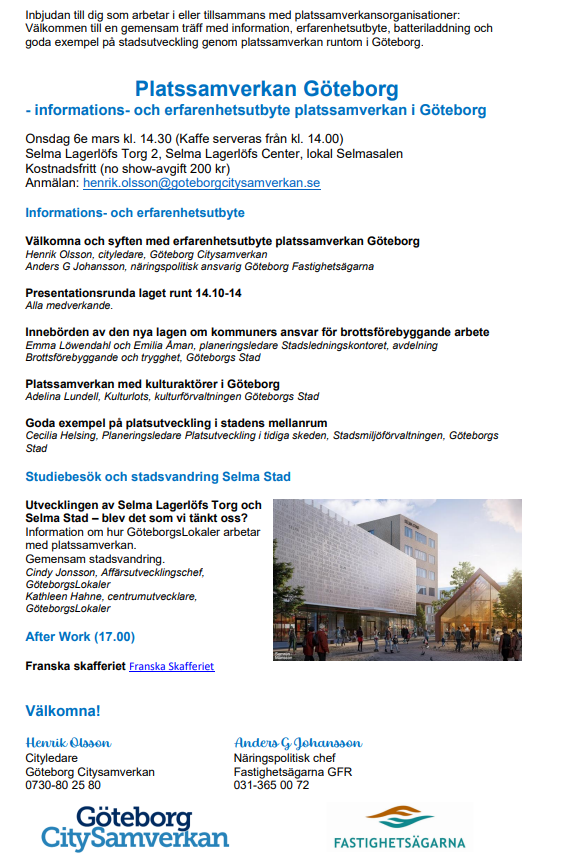 Inbjudan till dig som arbetar i eller tillsammans med platssamverkansorganisationer:
Välkommen till en gemensam träff med information, erfarenhetsutbyte, batteriladdning och
goda exempel på stadsutveckling genom platssamverkan runtom i Göteborg.
Platssamverkan Göteborg
- informations- och erfarenhetsutbyte platssamverkan i Göteborg
Onsdag 6e mars kl. 14.30 (Kaffe serveras från kl. 14.00)
Selma Lagerlöfs Torg 2, Selma Lagerlöfs Center, lokal Selmasalen
Kostnadsfritt (no show-avgift 200 kr)
Anmälan: henrik.olsson@goteborgcitysamverkan.se
Informations- och erfarenhetsutbyte
Välkomna och syften med erfarenhetsutbyte platssamverkan Göteborg
Henrik Olsson, cityledare, Göteborg Citysamverkan
Anders G Johansson, näringspolitisk ansvarig Göteborg Fastighetsägarna
Presentationsrunda laget runt 14.10-14
Alla medverkande.
Innebörden av den nya lagen om kommuners ansvar för brottsförebyggande arbete
Emma Löwendahl och Emilia Åman, planeringsledare Stadsledningskontoret, avdelning
Brottsförebyggande och trygghet, Göteborgs Stad
Platssamverkan med kulturaktörer i Göteborg
Adelina Lundell, Kulturlots, kulturförvaltningen Göteborgs Stad
Goda exempel på platsutveckling i stadens mellanrum
Cecilia Helsing, Planeringsledare Platsutveckling i tidiga skeden, Stadsmiljöförvaltningen, Göteborgs
Stad
Studiebesök och stadsvandring Selma Stad
Utvecklingen av Selma Lagerlöfs Torg och
Selma Stad – blev det som vi tänkt oss?
Information om hur GöteborgsLokaler arbetar
med platssamverkan.
Gemensam stadsvandring.
Cindy Jonsson, Affärsutvecklingschef,
GöteborgsLokaler
Kathleen Hahne, centrumutvecklare,
GöteborgsLokaler
After Work (17.00)
Franska skafferiet Franska Skafferiet
Välkomna!
Henrik Olsson
Cityledare
Göteborg Citysamverkan
0730-80 25 80
Anders G Johansson
Näringspolitisk chef
Fastighetsägarna GFR
031-365 00 72
Göteborg
CitySamverkan
FASTIGHETSÄGARNA